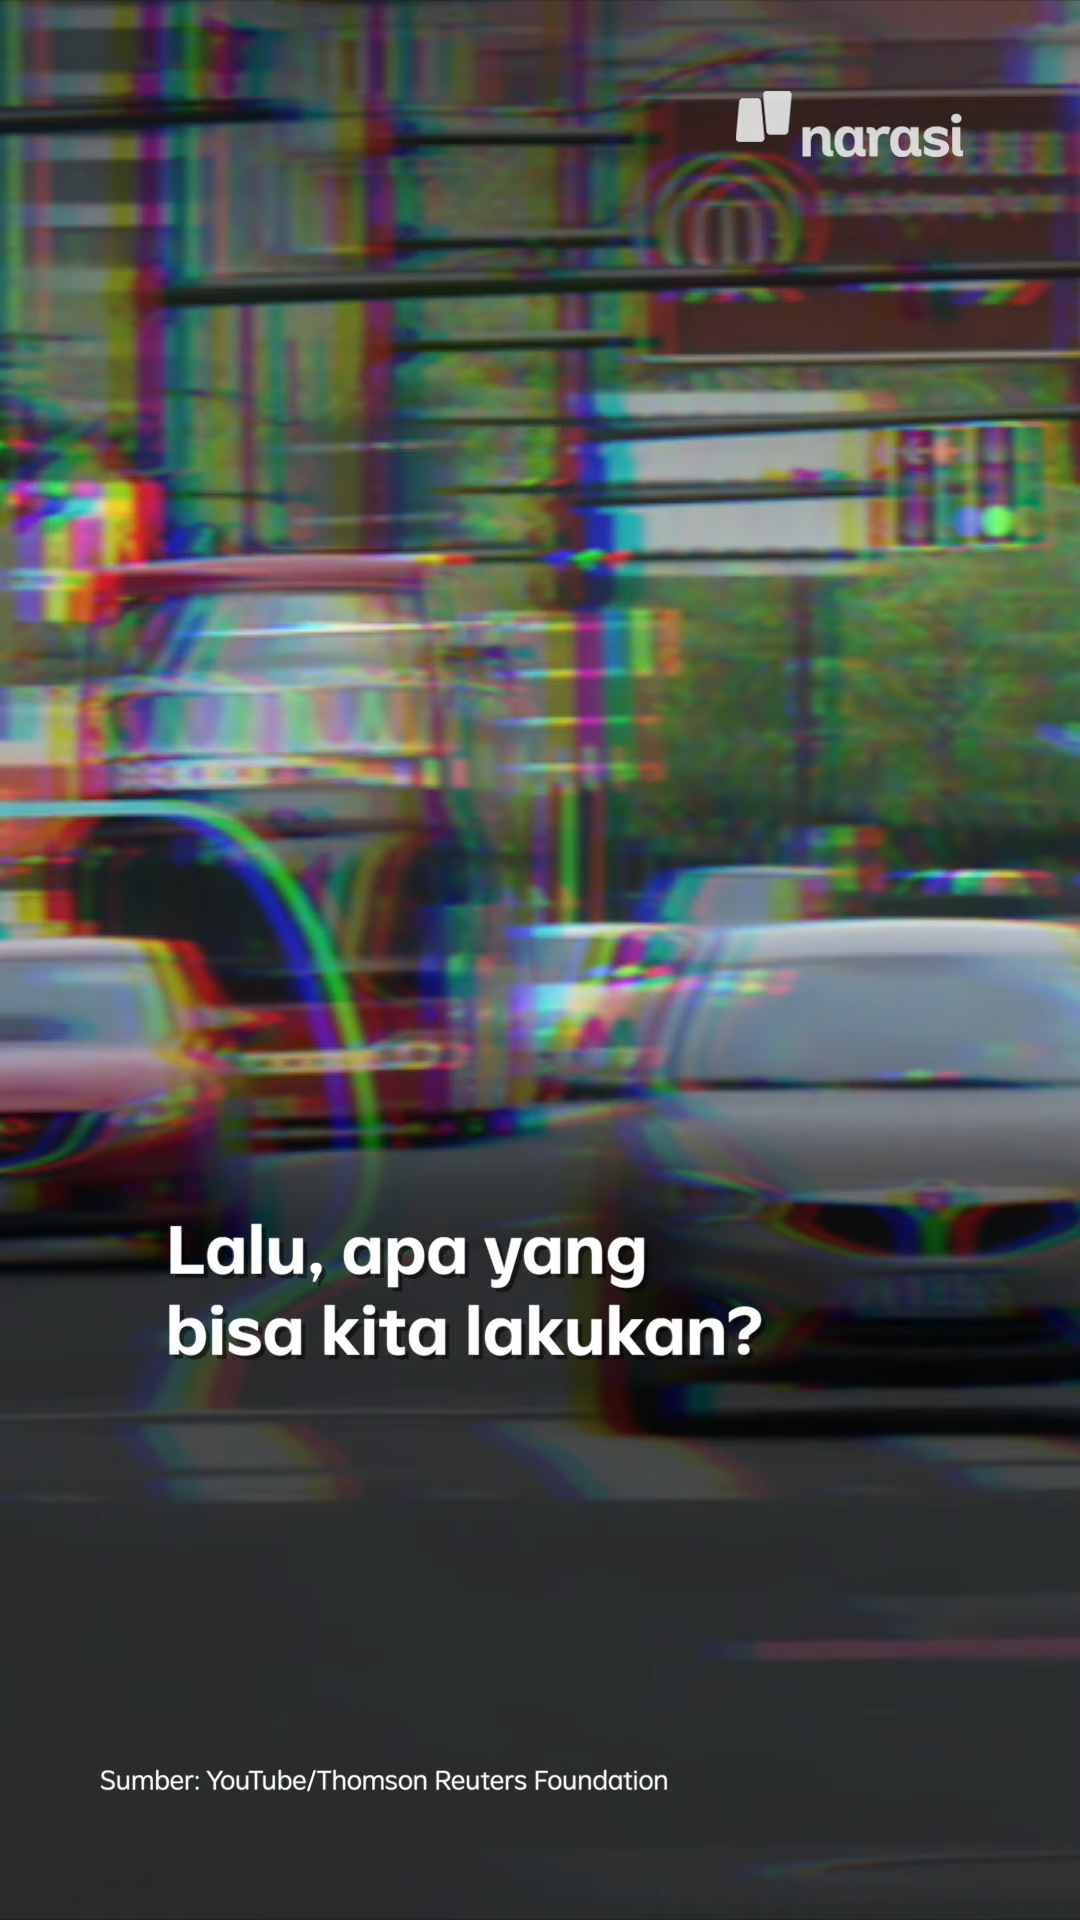 narasi
Lalu, apa yang
bisa kita lakukan?
Sumber: YouTube/Thomson Reuters Foundation